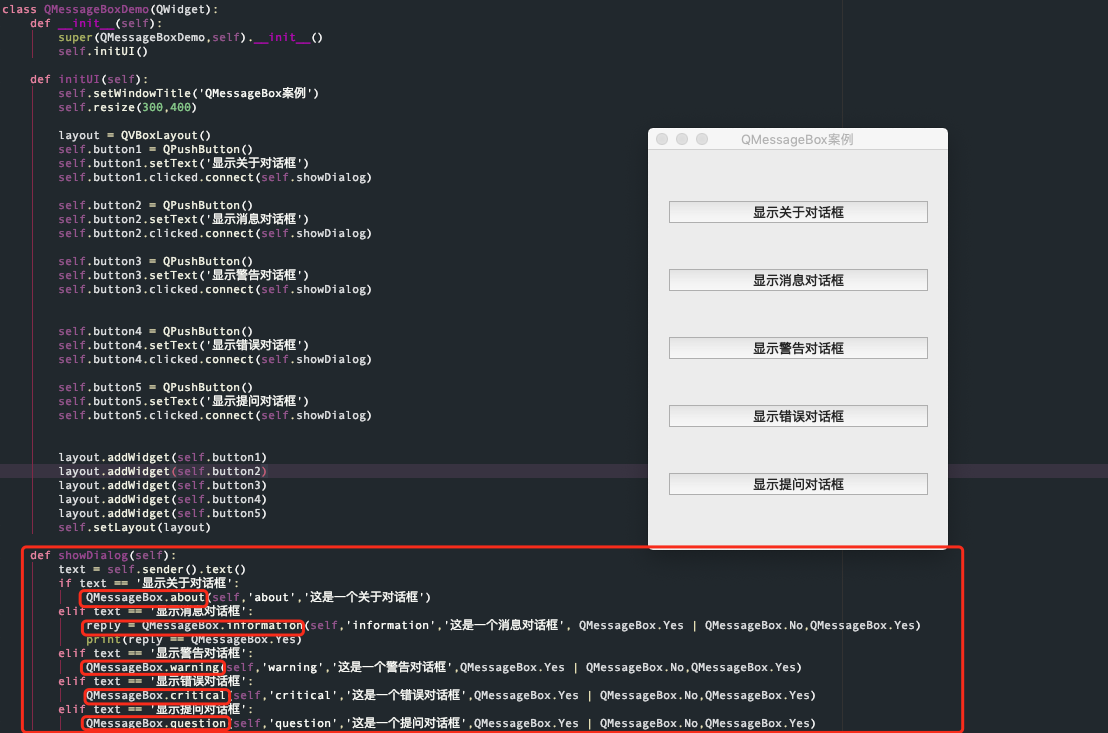 class QMessageBoxDemo(QWidget):
def __init__(self):
super(QMessageBoxDemo,self).__init__()
self.initUI()
def initUI(self):
self.setWindowTitle('QMessageBox案例')
self.resize(300,400)
layout = QVBoxLayout()
self.button1 = QPushButton()
self.button1.setText('显示关于对话框')
self.button1.clicked.connect(self.showDialog)
self.button2 = QPushButton()
self.button2.setText('显示消息对话框')
self.button2.clicked.connect(self.showDialog)
self.button3 = QPushButton()
self.button3.setText('显示警告对话框')
self.button3.clicked.connect(self.showDialog)
self.button4 = QPushButton()
self.button4.setText('显示错误对话框')
self.button4.clicked.connect(self.showDialog)
self.button5 = QPushButton()
self.button5.setText('显示提问对话框')
self.button5.clicked.connect(self.showDialog)
layout.addWidget(self.button1)
layout.addWidget(self.button2)
layout.addWidget(self.button3)
layout.addWidget(self.button4)
layout.addWidget(self.button5)
self.setLayout(layout)
def showDialog(self):
text = self.sender().text()
if text == '显示关于对话框':
QMessageBox.about(self,'about','这是一个关于对话框')
elif text == '显示消息对话框':
reply = QMessageBox.information(self,'information','这是一个消息对话框', QMessageBox.Yes | QMessageBox.No,QMessageBox.Yes)
print(reply == QMessageBox.Yes)
elif text == '显示警告对话框':
QMessageBox.warning(self,'warning','这是一个警告对话框',QMessageBox.Yes | QMessageBox.No,QMessageBox.Yes)
elif text == '显示错误对话框':
QMessageBox.critical(self,'critical','这是一个错误对话框',QMessageBox.Yes | QMessageBox.No,QMessageBox.Yes)
elif text == '显示提问对话框':
QMessageBox.question(self,'question','这是一个提问对话框',QMessageBox.Yes | QMessageBox.No,QMessageBox.Yes)
QMessageBox案例
显示关于对话框
显示消息对话框
显示警告对话框
显示错误对话框
显示提问对话框